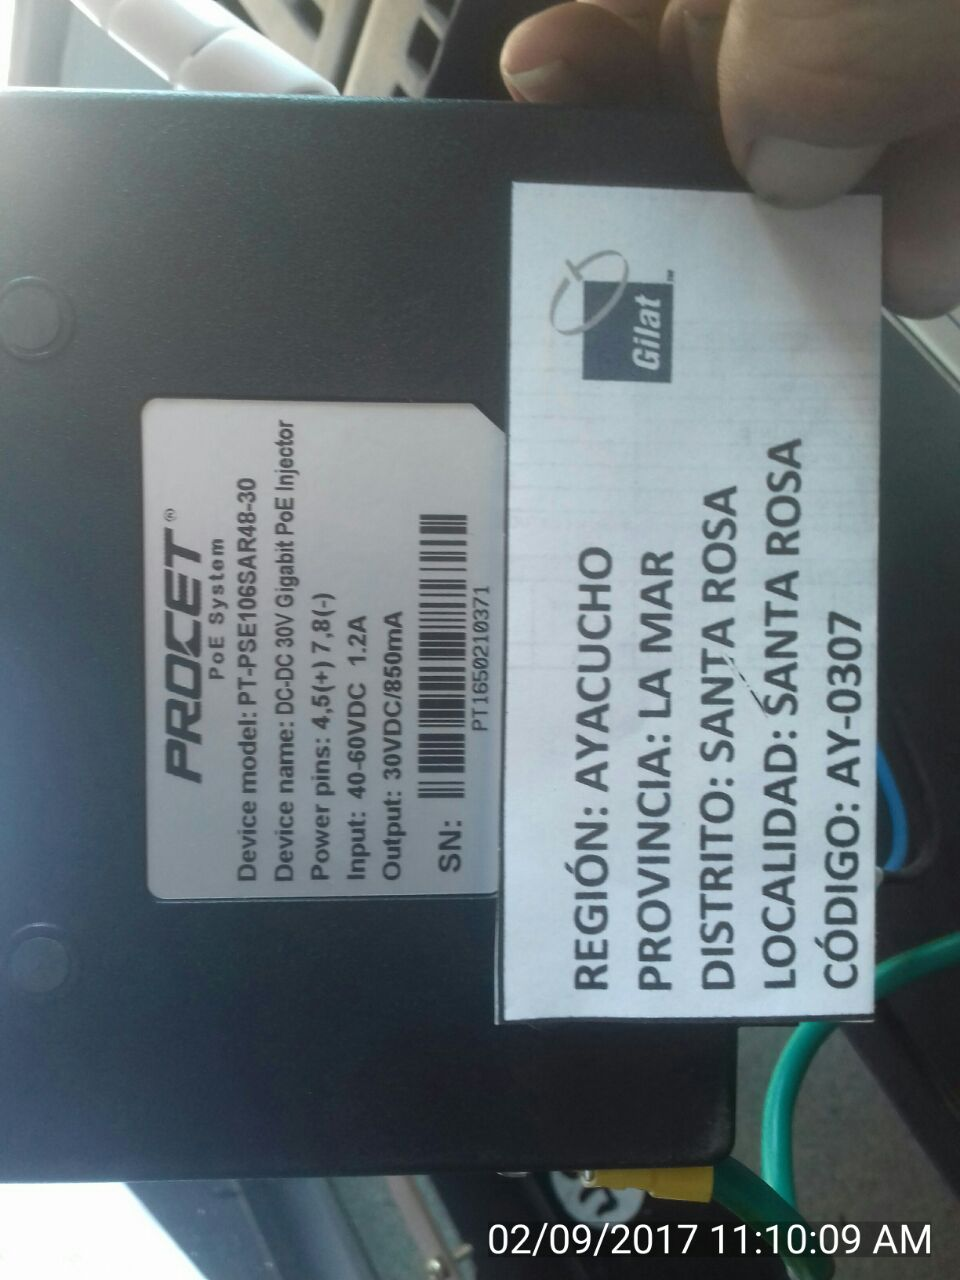 PROCET®
PoE System
Device model: PT-PSE106SAR48-30
Device name: DC-DC 30V Gigabit PoE Injector
Power pins: 4,5(+) 7,8(-)
Input: 40-60VDC 1.2A
Output: 30VDC/850mA
SN:
PT1650210371
Gilat™
REGIÓN: AYACUCHO
PROVINCIA: LA MAR
DISTRITO: SANTA ROSA
LOCALIDAD: SANTA ROSA
CÓDIGO: AY-0307
02/09/2017 11:10:09 AM